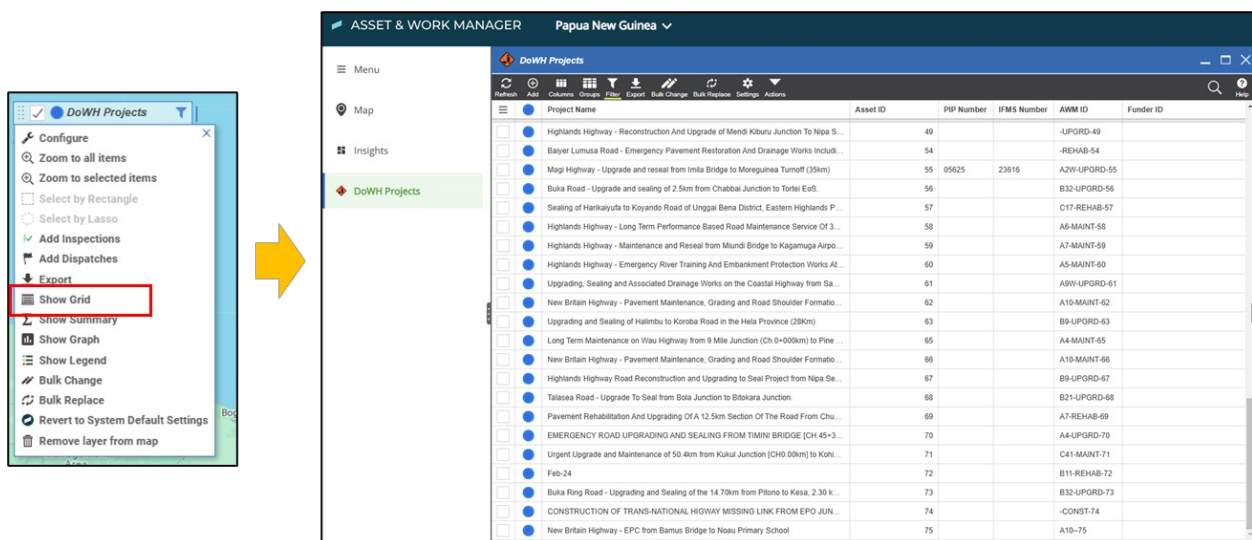 DoWH Projects
Configure
Zoom to all items
Zoom to selected items
Select by Rectangle
Select by Lasso
Add Inspections
Add Dispatches
Export
Show Grid
Show Summary
Show Graph
Show Legend
Bulk Change
Bulk Replace
Revert to System Default Settings
Remove layer from map
Bog
Area
ASSET & WORK MANAGER Papua New Guinea
Menu
Map
Insights
DoWH Projects
DoWH Projects
Refresh Add Columns Groups Filter Export Bulk Change Bulk Replace Settings Actions Help
Project Name Asset ID PIP Number IFMS Number AWM ID Funder ID
Highlands Highway - Reconstruction And Upgrade of Mendi Kiburu Junction To Nipa S... 49 -UPGRD-49
Baiyer Lumusa Road - Emergency Pavement Restoration And Drainage Works Includi... 54 -REHAB-54
Magi Highway - Upgrade and reseal from Imila Bridge to Moreguinea Turnoff (35km) 55 05625 23616 A2W-UPGRD-55
Buka Road - Upgrade and sealing of 2.5km from Chabbai Junction to Tortei EoS. 56 B32-UPGRD-56
Sealing of Harikaiyufa to Koyando Road of Unggai Bena District, Eastern Highlands P... 57 C17-REHAB-57
Highlands Highway - Long Term Performance Based Road Maintenance Service Of 3... 58 A6-MAINT-58
Highlands Highway - Maintenance and Reseal from Miundi Bridge to Kagamuga Airpo... 59 A7-MAINT-59
Highlands Highway - Emergency River Training And Embankment Protection Works At... 60 A5-MAINT-60
Upgrading, Sealing and Associated Drainage Works on the Coastal Highway from Sa... 61 A9W-UPGRD-61
New Britain Highway - Pavement Maintenance, Grading and Road Shoulder Formatio... 62 A10-MAINT-62
Upgrading and Sealing of Halimbu to Koroba Road in the Hela Province (28Km) 63 B9-UPGRD-63
Long Term Maintenance on Wau Highway from 9 Mile Junction (Ch.0+000km) to Pine ... 65 A4-MAINT-65
New Britain Highway - Pavement Maintenance, Grading and Road Shoulder Formatio... 66 A10-MAINT-66
Highlands Highway Road Reconstruction and Upgrading to Seal Project from Nipa Se... 67 B9-UPGRD-67
Talasea Road - Upgrade To Seal from Bola Junction to Bitokara Junction. 68 B21-UPGRD-68
Pavement Rehabilitation And Upgrading Of A 12.5km Section Of The Road From Chu... 69 A7-REHAB-69
EMERGENCY ROAD UPGRADING AND SEALING FROM TIMINI BRIDGE [CH 45+3... 70 A4-UPGRD-70
Urgent Upgrade and Maintenance of 50.4km from Kukul Junction [CH0.00km] to Kohi... 71 C41-MAINT-71
Feb-24 72 B11-REHAB-72
Buka Ring Road - Upgrading and Sealing of the 14.70km from Pitono to Kesa, 2.30 k... 73 B32-UPGRD-73
CONSTRUCTION OF TRANS-NATIONAL HIGWAY MISSING LINK FROM EPO JUN... 74 -CONST-74
New Britain Highway - EPC from Bamus Bridge to Noau Primary School 75 A10--75